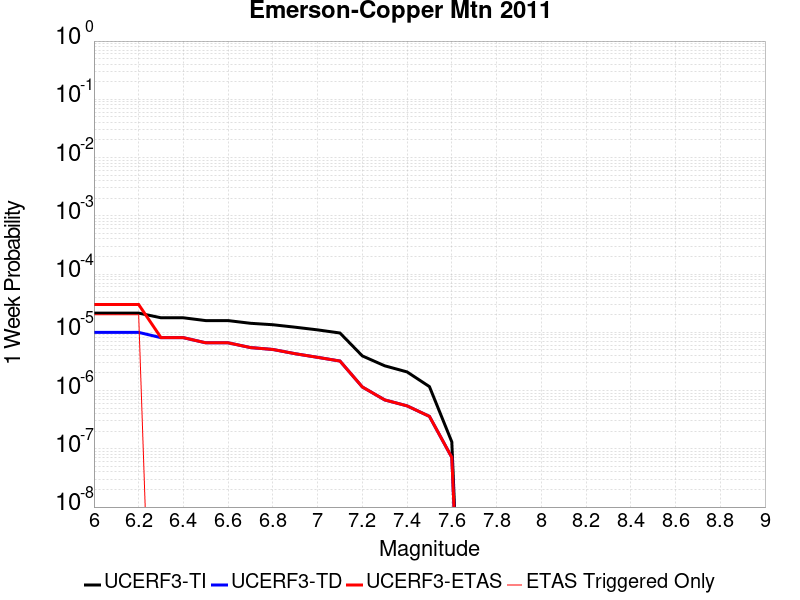 Emerson-Copper Mtn 2011
1 Week Probability
10^0
10^-1
10^-2
10^-3
10^-4
10^-5
10^-6
10^-7
10^-8
6 6.2 6.4 6.6 6.8 7 7.2 7.4 7.6 7.8 8 8.2 8.4 8.6 8.8 9
Magnitude
UCERF3-TI UCERF3-TD UCERF3-ETAS ETAS Triggered Only